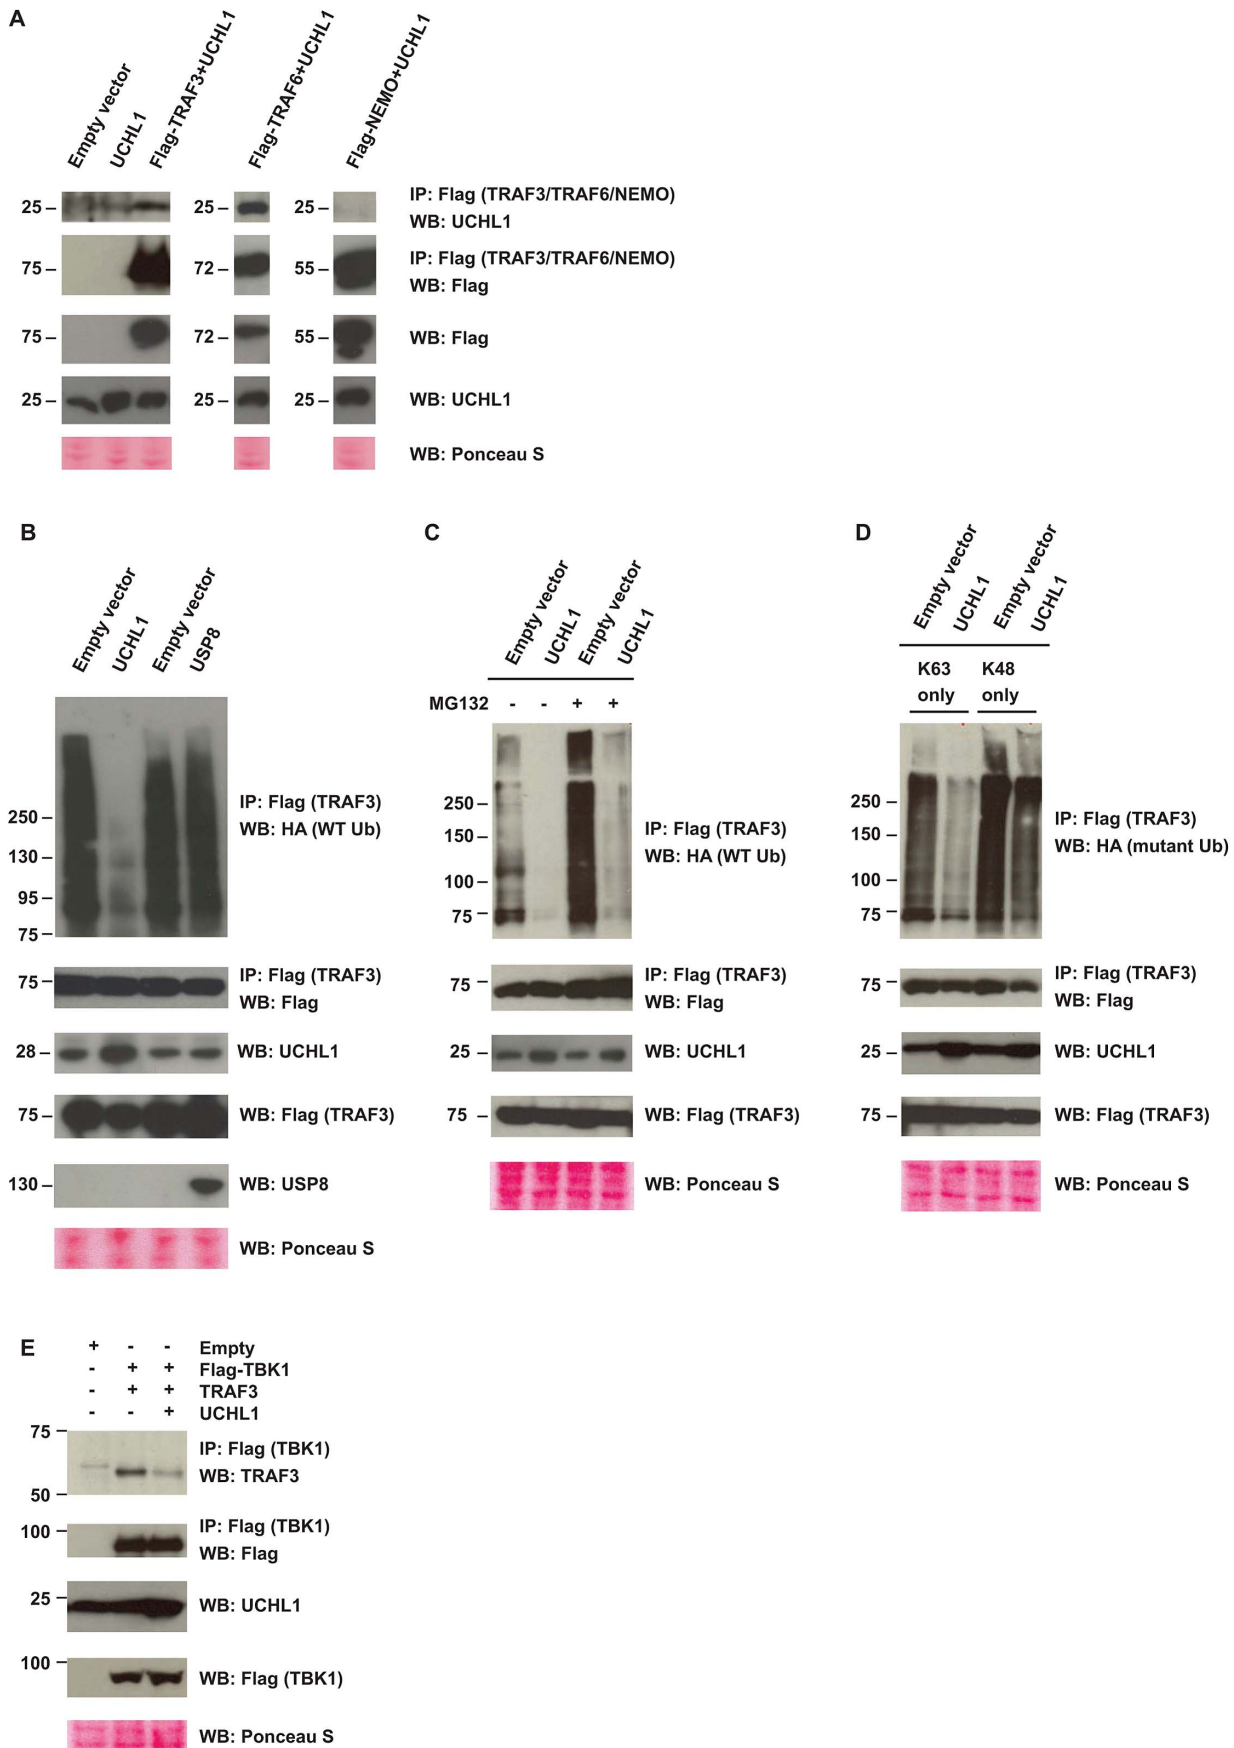 A
Empty vector
UCHL1
Flag-TRAF3+UCHL1
Flag-TRAF6+UCHL1
Flag-NEMO+UCHL1
25 –
25 –
25 –
IP: Flag (TRAF3/TRAF6/NEMO)
WB: UCHL1
75 –
72 –
55 –
IP: Flag (TRAF3/TRAF6/NEMO)
WB: Flag
75 –
72 –
55 –
WB: Flag
25 –
25 –
25 –
WB: UCHL1
WB: Ponceau S
B
Empty vector
UCHL1
Empty vector
USP8
250 –
130 –
95 –
75 –
IP: Flag (TRAF3)
WB: HA (WT Ub)
75 –
IP: Flag (TRAF3)
WB: Flag
28 –
WB: UCHL1
75 –
WB: Flag (TRAF3)
130 –
WB: USP8
WB: Ponceau S
C
Empty vector
UCHL1
Empty vector
UCHL1
MG132 - - + +
250 –
150 –
100 –
75 –
IP: Flag (TRAF3)
WB: HA (WT Ub)
75 –
IP: Flag (TRAF3)
WB: Flag
25 –
WB: UCHL1
75 –
WB: Flag (TRAF3)
WB: Ponceau S
D
Empty vector
UCHL1
Empty vector
UCHL1
K63 only
K48 only
250 –
150 –
100 –
75 –
IP: Flag (TRAF3)
WB: HA (mutant Ub)
75 –
IP: Flag (TRAF3)
WB: Flag
25 –
WB: UCHL1
75 –
WB: Flag (TRAF3)
WB: Ponceau S
E
+ - - Empty
- + + Flag-TBK1
- + + TRAF3
- - + UCHL1
75 –
50 –
IP: Flag (TBK1)
WB: TRAF3
100 –
IP: Flag (TBK1)
WB: Flag
25 –
WB: UCHL1
100 –
WB: Flag (TBK1)
WB: Ponceau S